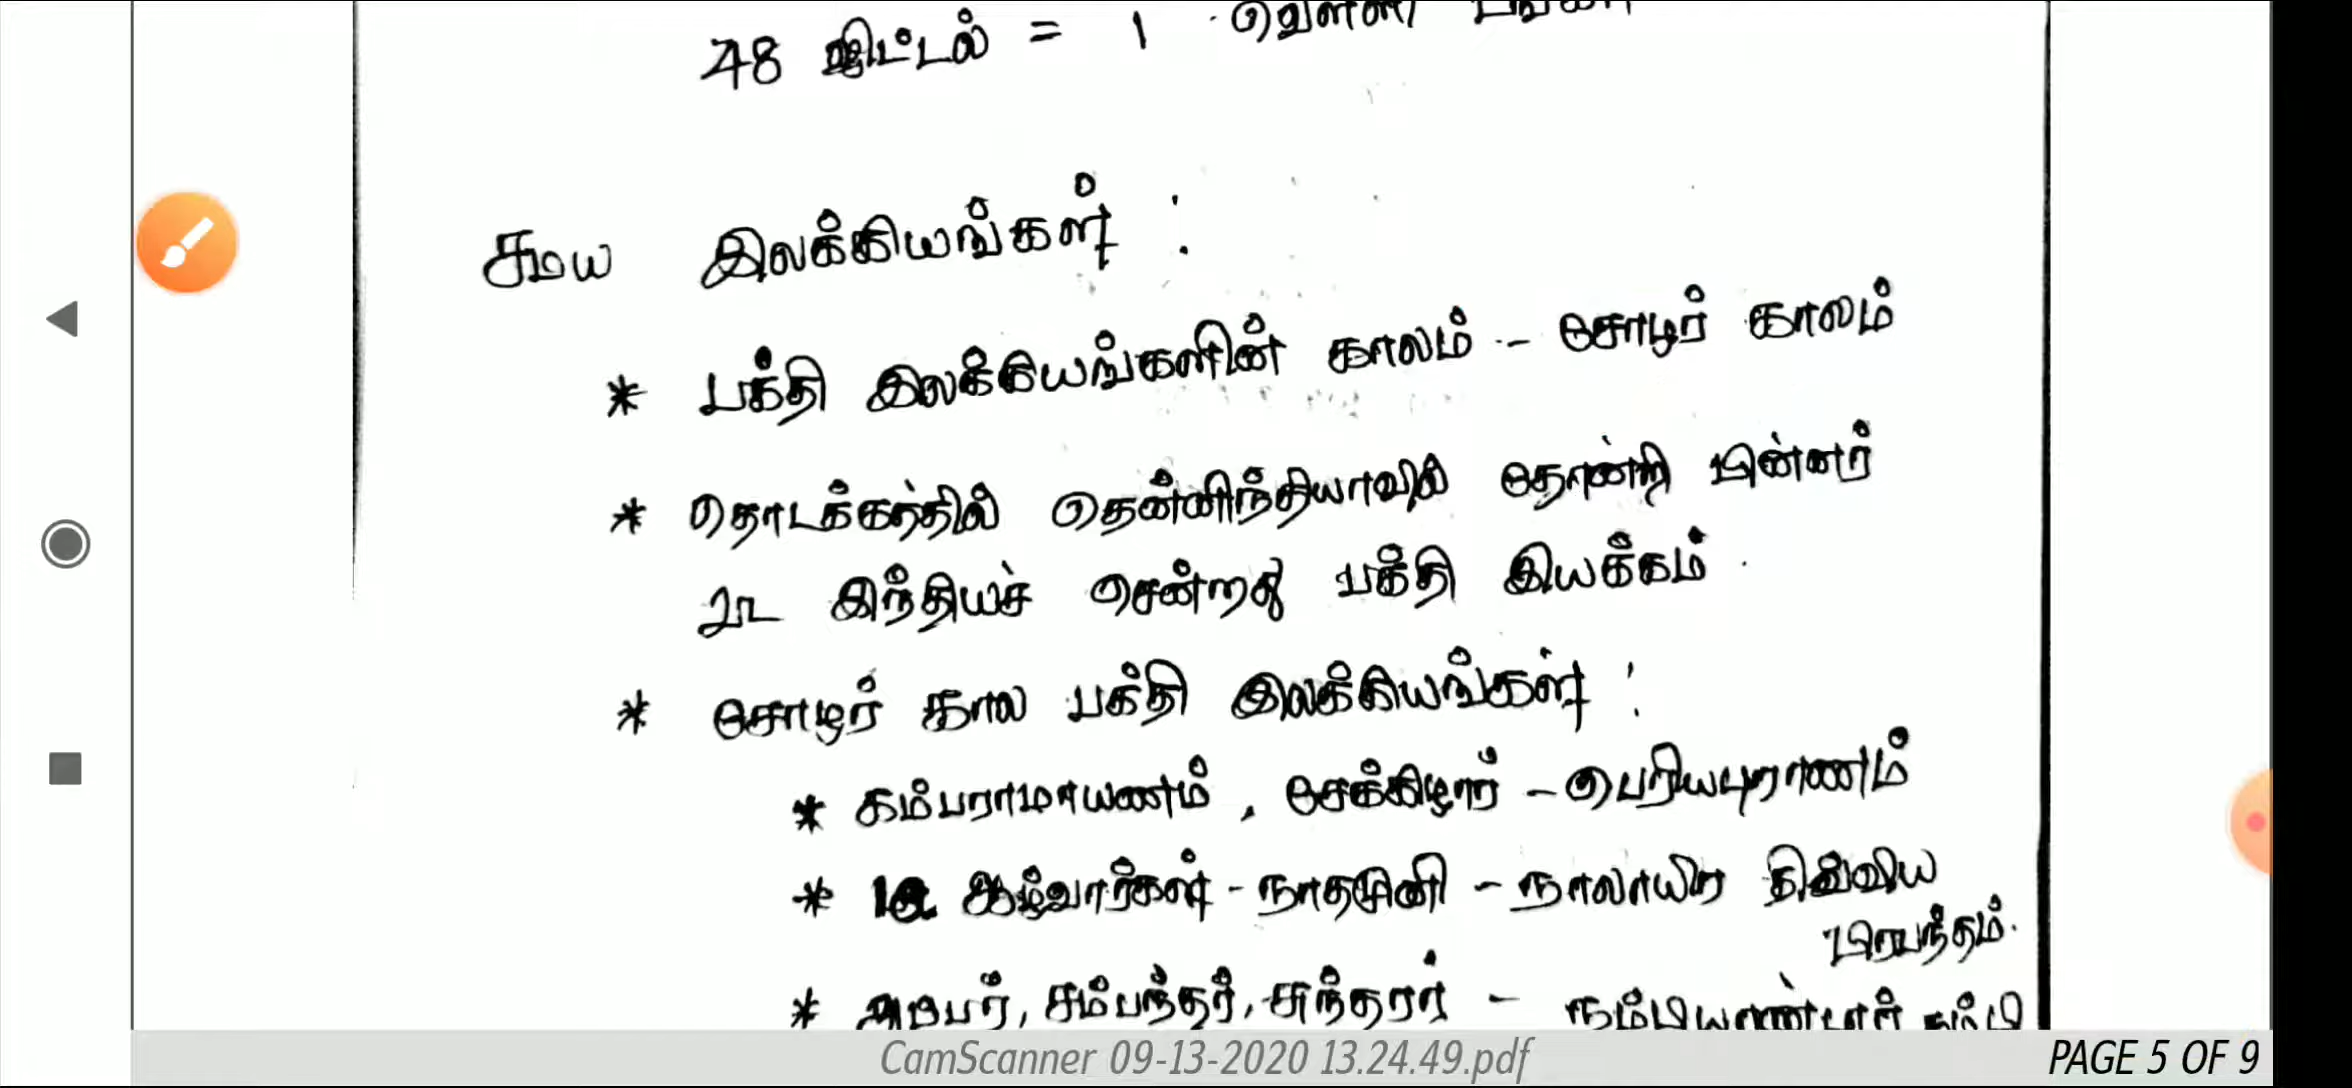 48 ஜிட்டல் = 1 வெள்ளி டங்கா
சமய இலக்கியங்கள் :
* பக்தி இலக்கியங்களின் காலம் - சோழர் காலம்
* தொடக்கத்தில் தென்னிந்தியாவில் தோன்றி பின்னர்
வட இந்தியச் சென்றது பக்தி இயக்கம்
* சோழர் கால பக்தி இலக்கியங்கள் :
* கம்பராமாயணம் , சேக்கிழார் - பெரியபுராணம்
* 12 ஆழ்வார்கள் - நாதமுனி - நாலாயிர திவ்விய
பிரபந்தம்.
* அப்பர், சம்பந்தர், சுந்தரர் - நம்பியாண்டார் நம்பி
CamScanner 09-13-2020 13.24.49.pdf
PAGE 5 OF 9